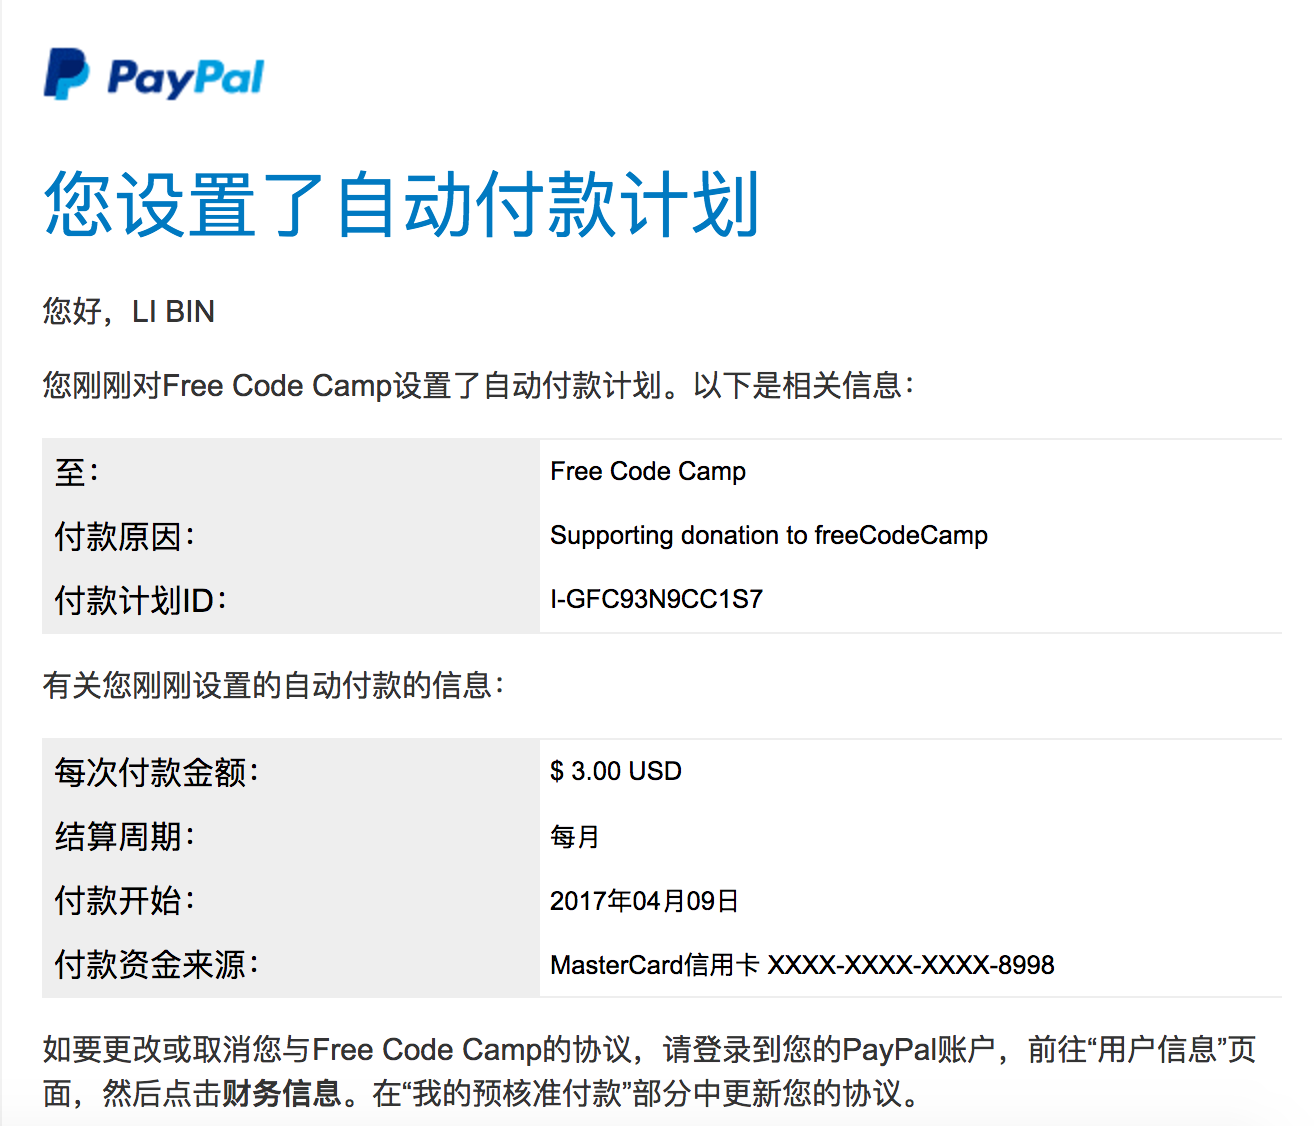 PayPal
您设置了自动付款计划
您好，LI BIN
您刚刚对Free Code Camp设置了自动付款计划。以下是相关信息：
至： Free Code Camp
付款原因： Supporting donation to freeCodeCamp
付款计划ID： I-GFC93N9CC1S7
有关您刚刚设置的自动付款的信息：
每次付款金额： $ 3.00 USD
结算周期： 每月
付款开始： 2017年04月09日
付款资金来源： MasterCard信用卡 XXXX-XXXX-XXXX-8998
如要更改或取消您与Free Code Camp的协议，请登录到您的PayPal账户，前往“用户信息”页
面，然后点击财务信息。在“我的预核准付款”部分中更新您的协议。